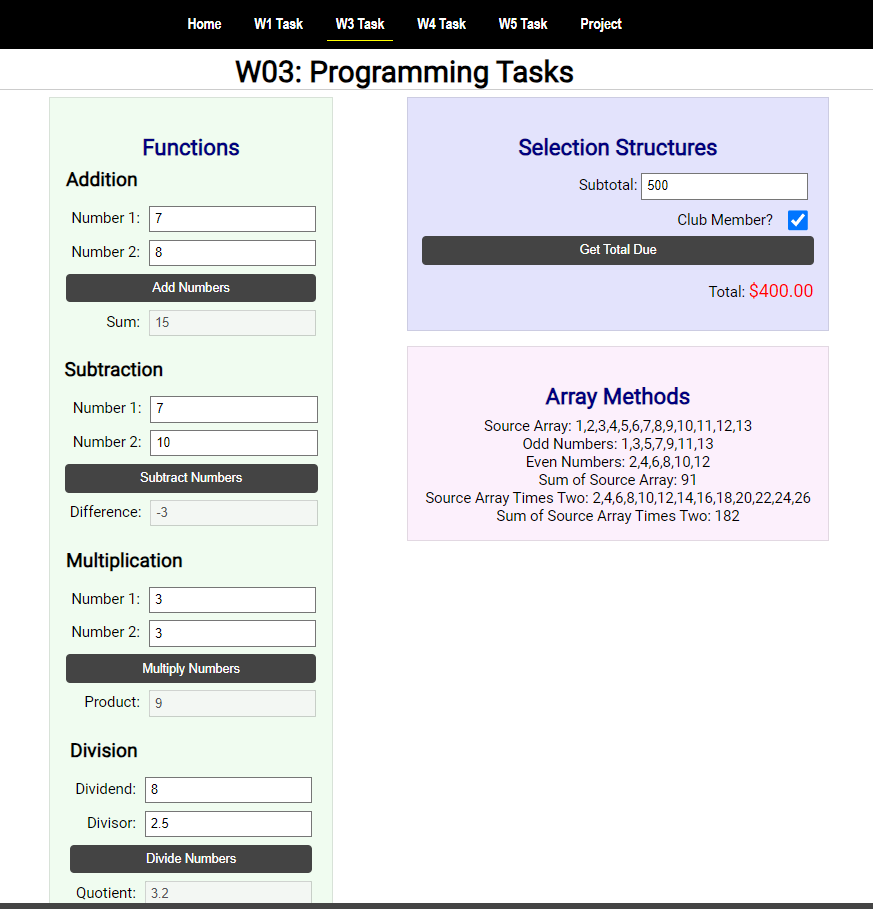 Home W1 Task W3 Task W4 Task W5 Task Project
W03: Programming Tasks
Functions
Addition
Number 1: 7
Number 2: 8
Add Numbers
Sum: 15
Subtraction
Number 1: 7
Number 2: 10
Subtract Numbers
Difference: -3
Multiplication
Number 1: 3
Number 2: 3
Multiply Numbers
Product: 9
Division
Dividend: 8
Divisor: 2.5
Divide Numbers
Quotient: 3.2
Selection Structures
Subtotal: 500
Club Member?
Get Total Due
Total: $400.00
Array Methods
Source Array: 1,2,3,4,5,6,7,8,9,10,11,12,13
Odd Numbers: 1,3,5,7,9,11,13
Even Numbers: 2,4,6,8,10,12
Sum of Source Array: 91
Source Array Times Two: 2,4,6,8,10,12,14,16,18,20,22,24,26
Sum of Source Array Times Two: 182